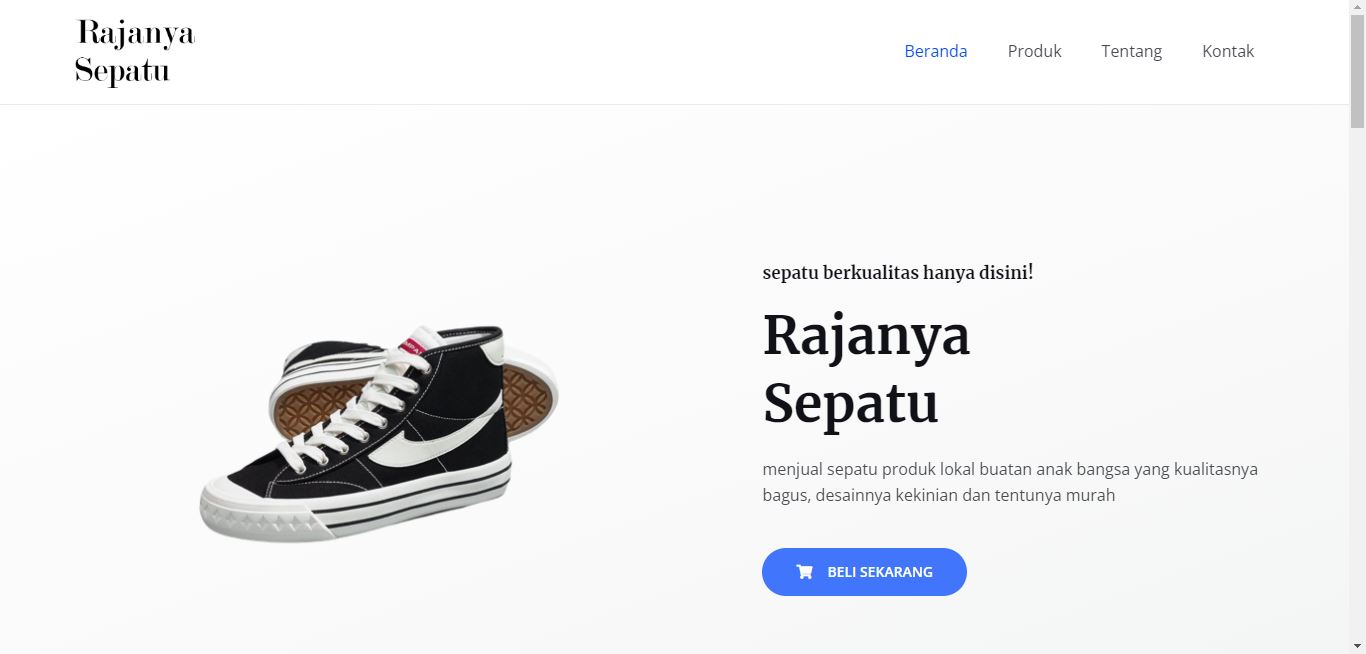 Rajanya
Sepatu
Beranda Produk Tentang Kontak
sepatu berkualitas hanya disini!
Rajanya
Sepatu
menjual sepatu produk lokal buatan anak bangsa yang kualitasnya
bagus, desainnya kekinian dan tentunya murah
BELI SEKARANG